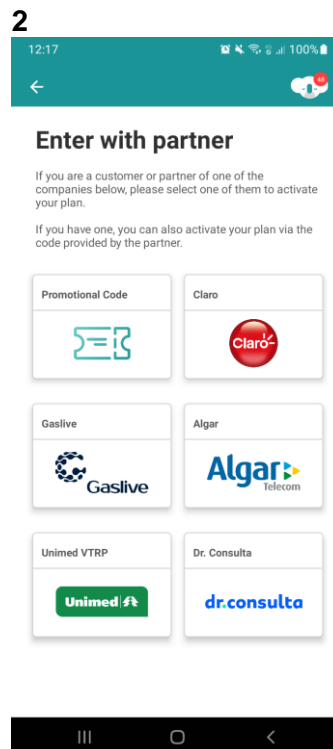 2
12:17
100%
48
Enter with partner
If you are a customer or partner of one of the
companies below, please select one of them to activate
your plan.
If you have one, you can also activate your plan via the
code provided by the partner.
Promotional Code
Claro
Claro
Gaslive
Algar
Gaslive
Algar
Telecom
Unimed VTRP
Dr. Consulta
Unimed
dr.consulta